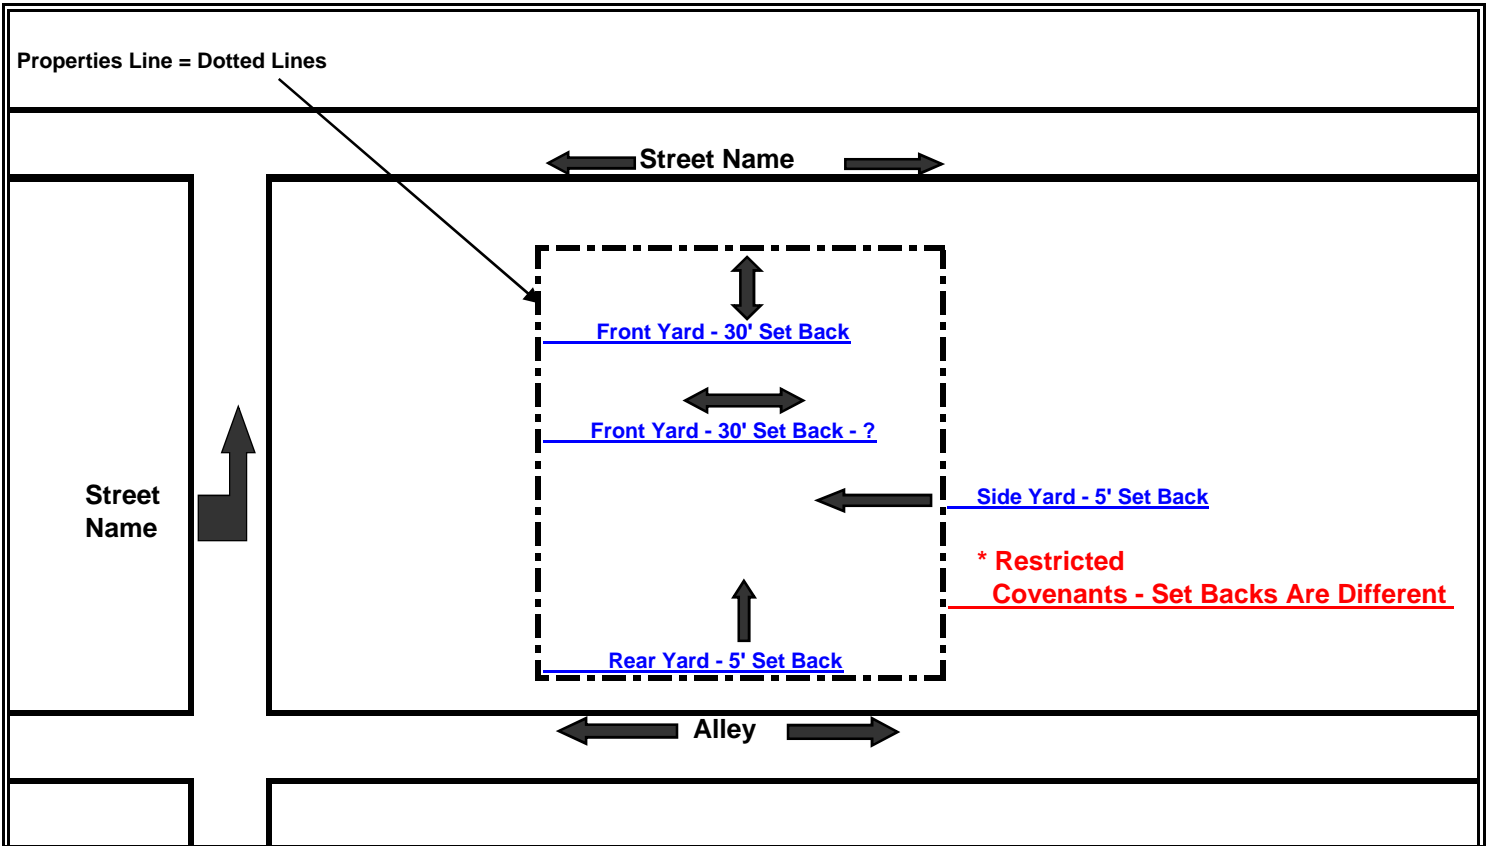 Properties Line = Dotted Lines
Street Name
Front Yard - 30' Set Back
Front Yard - 30' Set Back - ?
Street
Name
Side Yard - 5' Set Back
* Restricted
Covenants - Set Backs Are Different
Rear Yard - 5' Set Back
Alley